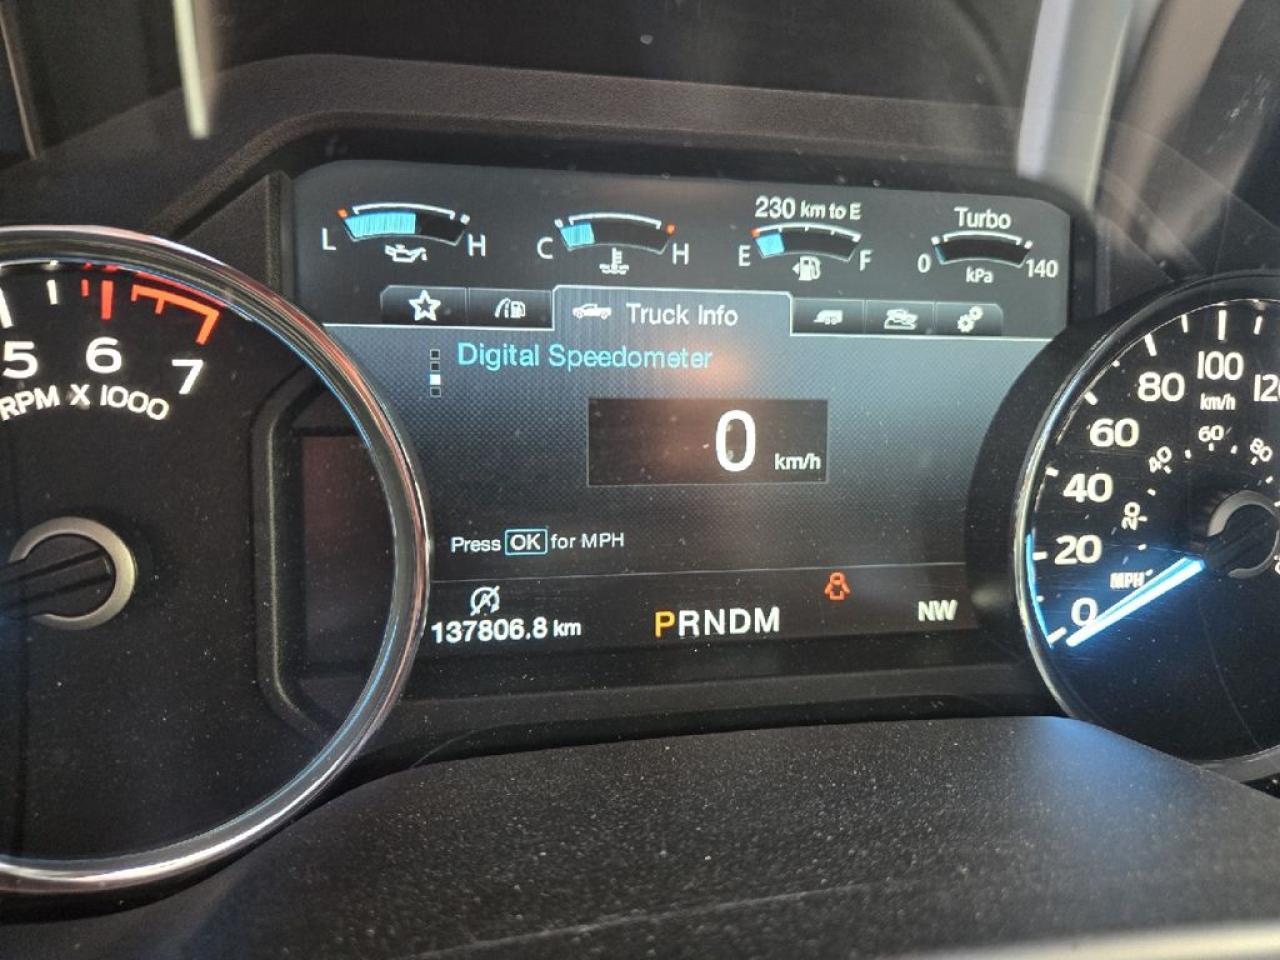 230 km to E
Turbo
L H
C H
E F
0 kPa 140
Truck Info
Digital Speedometer
0 km/h
Press OK for MPH
137806.8 km
PRNDM
NW
5 6 7
RPM X 1000
0 20 40 60 80 100 120
km/h
20 40 60 80
MPH